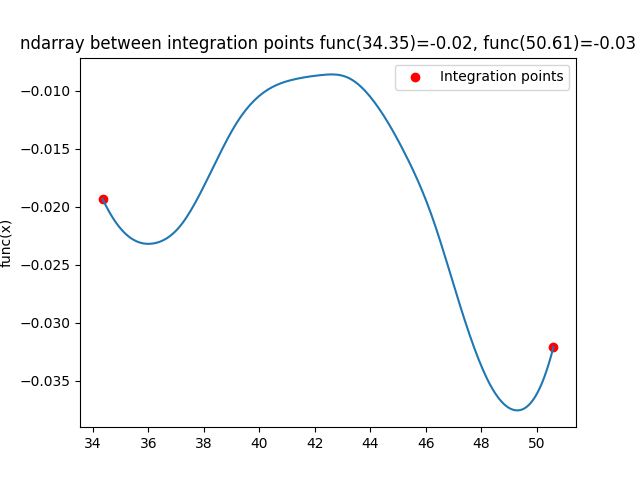 ndarray between integration points func(34.35)=-0.02, func(50.61)=-0.03
Integration points
−0.010
−0.015
−0.020
−0.025
−0.030
−0.035
func(x)
34 36 38 40 42 44 46 48 50